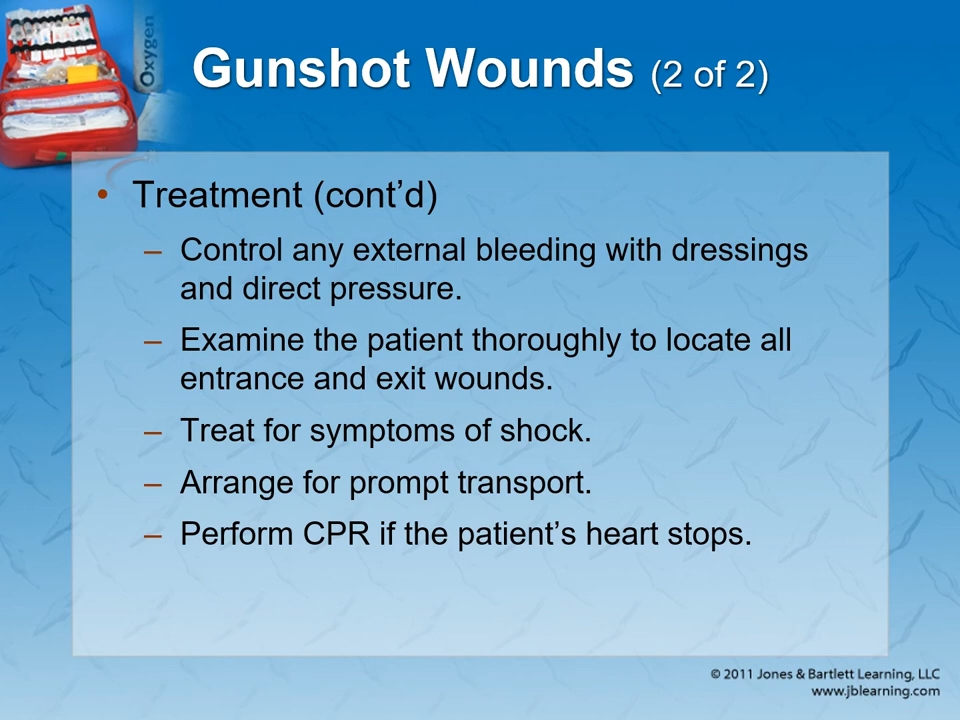 Oxygen
Gunshot Wounds (2 of 2)
• Treatment (cont’d)
– Control any external bleeding with dressings
and direct pressure.
– Examine the patient thoroughly to locate all
entrance and exit wounds.
– Treat for symptoms of shock.
– Arrange for prompt transport.
– Perform CPR if the patient’s heart stops.
© 2011 Jones & Bartlett Learning, LLC
www.jblearning.com